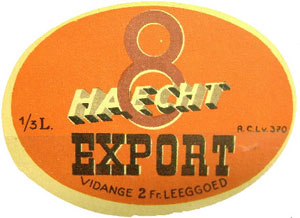 8
HAECHT
1/3 L.
R.C.Lv. 370
EXPORT
VIDANGE 2 Fr. LEEGGOED